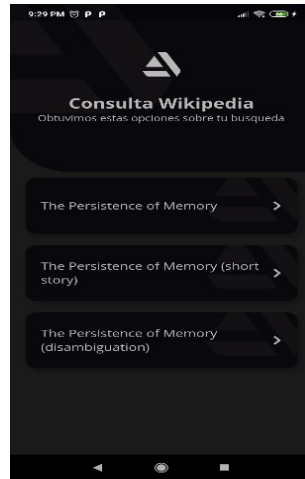 9:29 PM P P
Consulta Wikipedia
Obtuvimos estas opciones sobre tu busqueda
The Persistence of Memory
The Persistence of Memory (short
story)
The Persistence of Memory
(disambiguation)